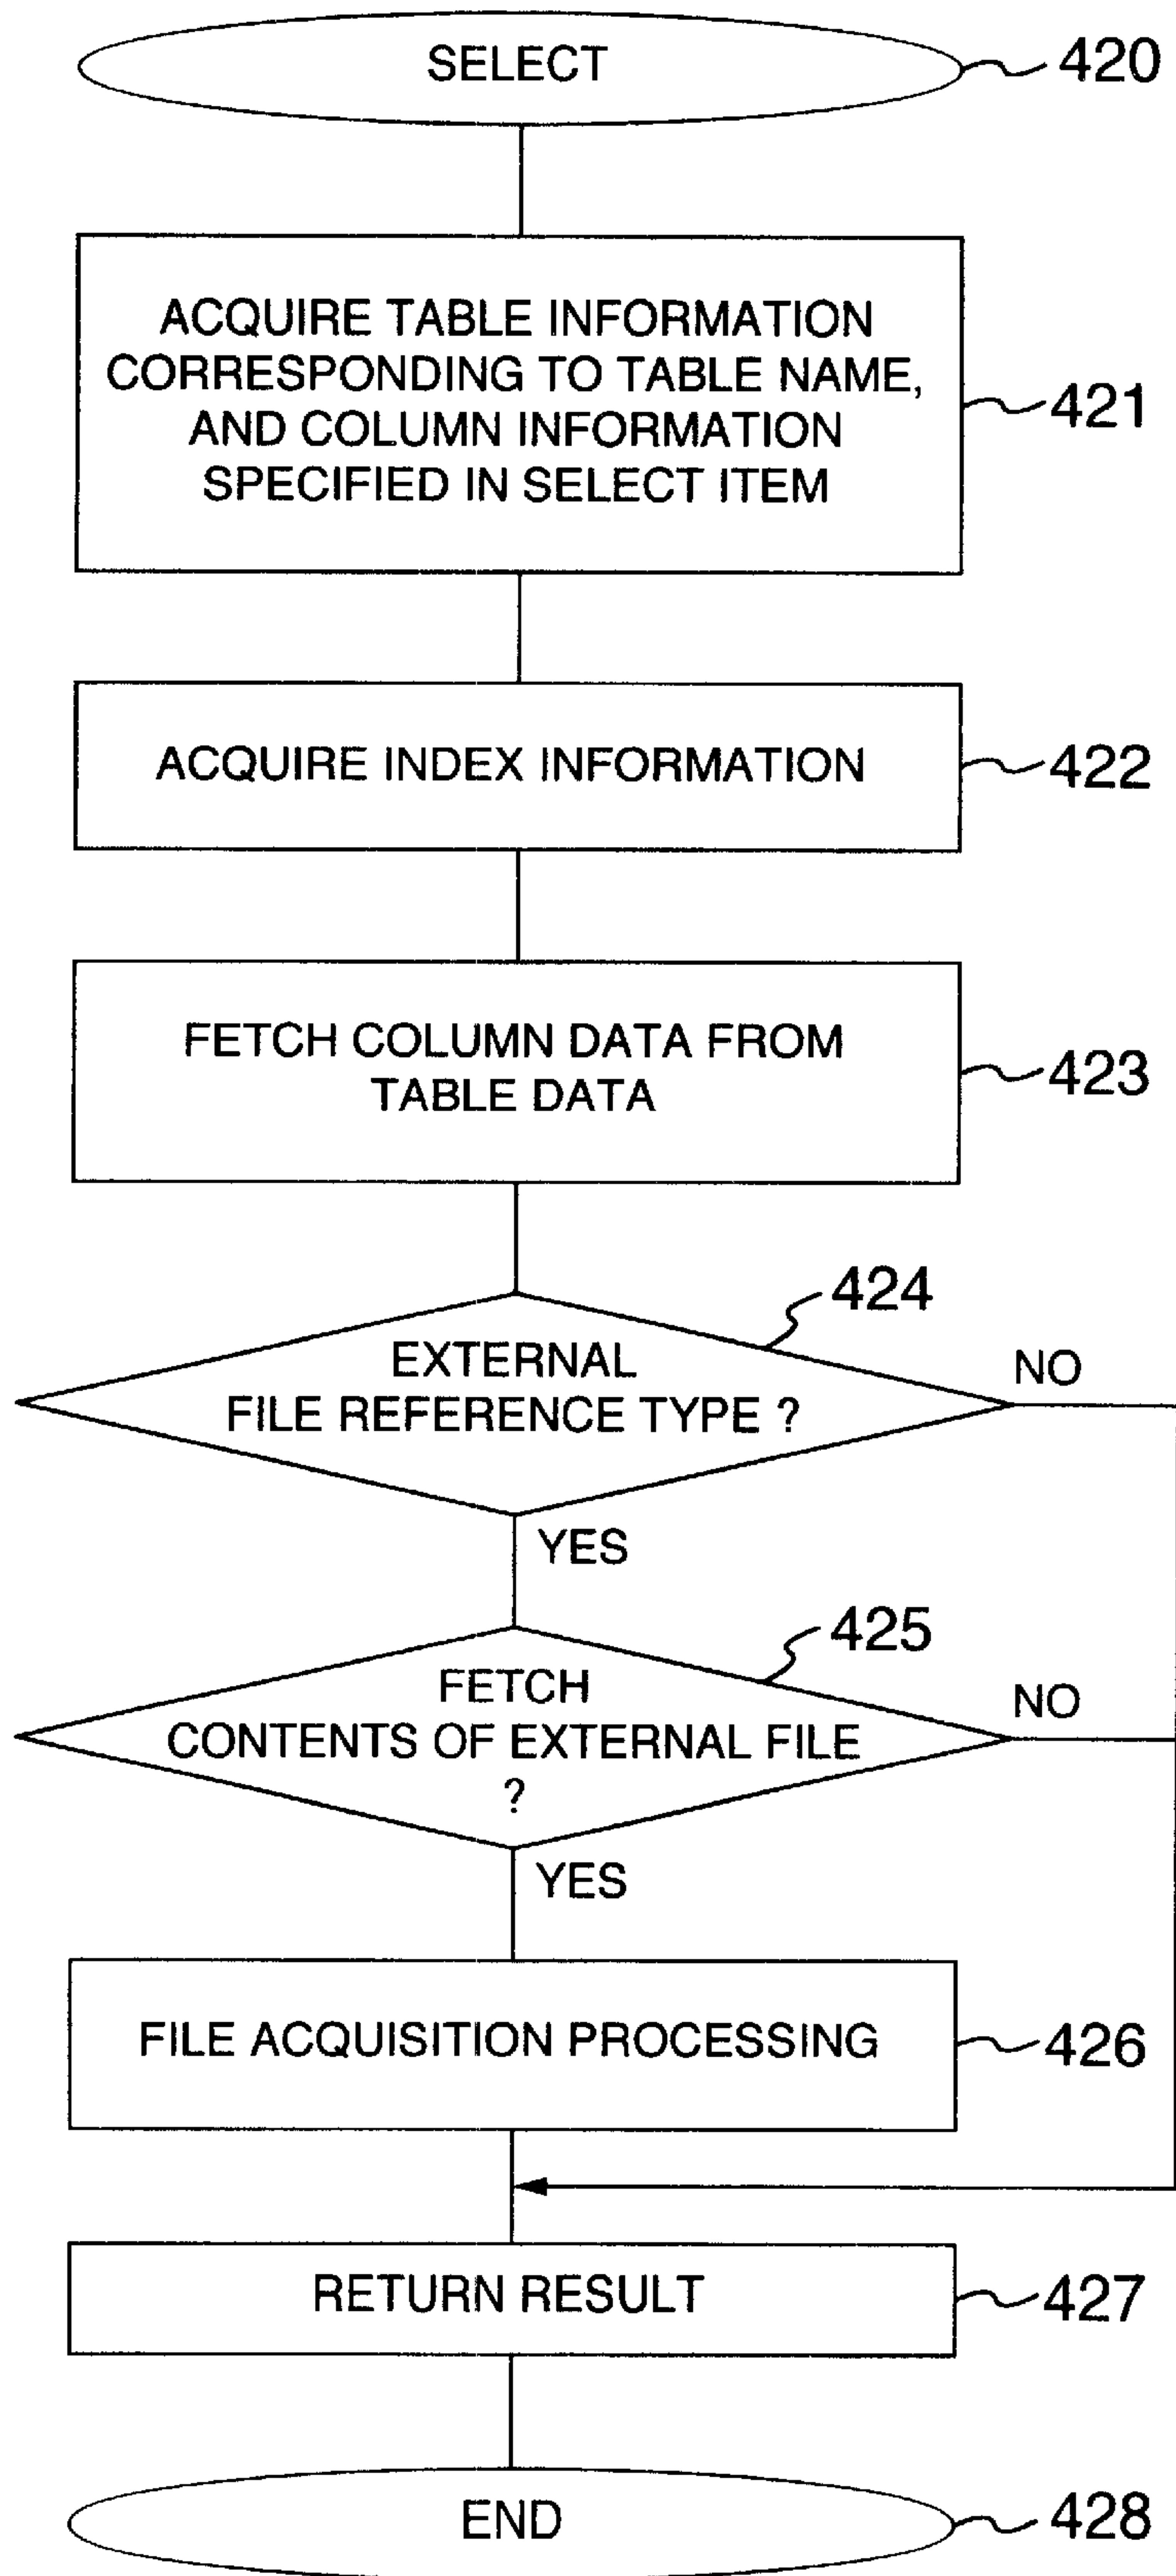 SELECT
420
ACQUIRE TABLE INFORMATION
CORRESPONDING TO TABLE NAME,
AND COLUMN INFORMATION
SPECIFIED IN SELECT ITEM
421
ACQUIRE INDEX INFORMATION
422
FETCH COLUMN DATA FROM
TABLE DATA
423
424
EXTERNAL
FILE REFERENCE TYPE ?
NO
YES
425
FETCH
CONTENTS OF EXTERNAL FILE
?
NO
YES
FILE ACQUISITION PROCESSING
426
RETURN RESULT
427
END
428